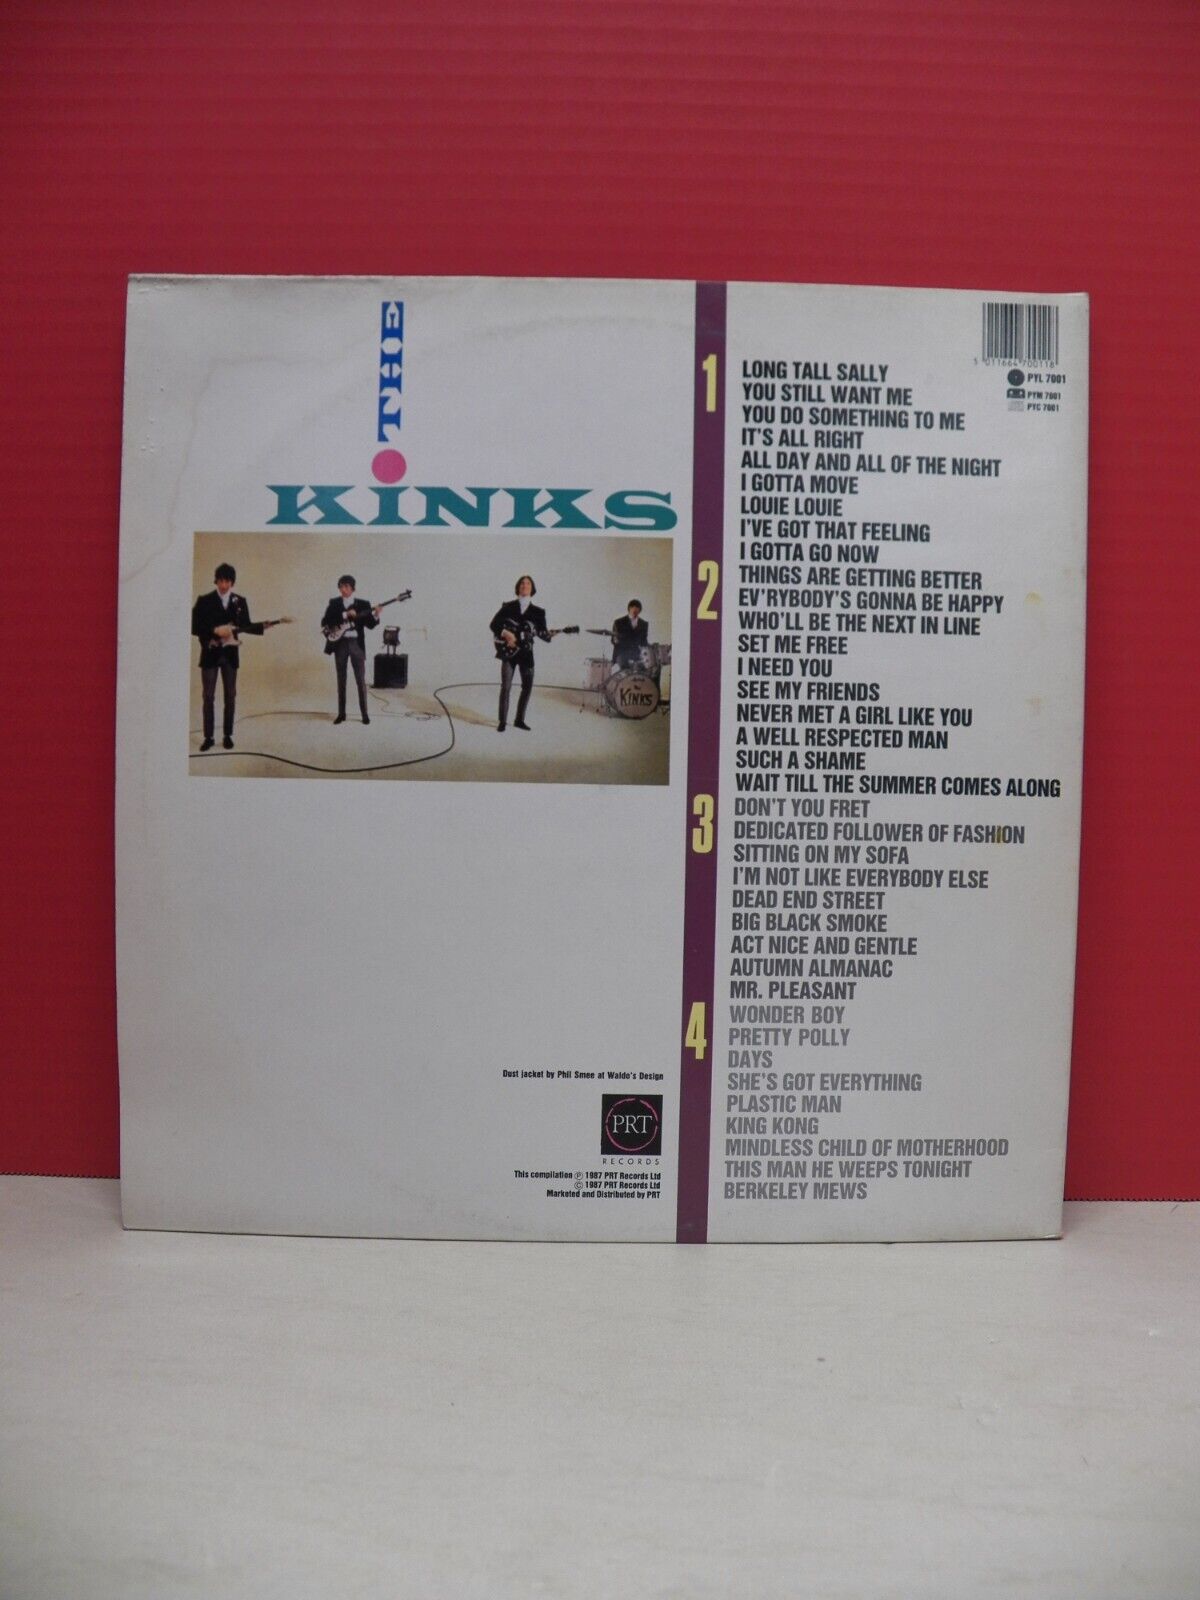 THE
KiNKS
THE
KINKS
Dust jacket by Phil Smee at Waldo's Design
PRT
RECORDS
This compilation Ⓟ 1987 PRT Records Ltd
© 1987 PRT Records Ltd
Marketed and Distributed by PRT
5 011664 700118
PYL 7001
PYM 7001
PYC 7001
1
LONG TALL SALLY
YOU STILL WANT ME
YOU DO SOMETHING TO ME
IT'S ALL RIGHT
ALL DAY AND ALL OF THE NIGHT
I GOTTA MOVE
LOUIE LOUIE
I'VE GOT THAT FEELING
I GOTTA GO NOW
2
THINGS ARE GETTING BETTER
EV'RYBODY'S GONNA BE HAPPY
WHO'LL BE THE NEXT IN LINE
SET ME FREE
I NEED YOU
SEE MY FRIENDS
NEVER MET A GIRL LIKE YOU
A WELL RESPECTED MAN
SUCH A SHAME
WAIT TILL THE SUMMER COMES ALONG
3
DON'T YOU FRET
DEDICATED FOLLOWER OF FASHION
SITTING ON MY SOFA
I'M NOT LIKE EVERYBODY ELSE
DEAD END STREET
BIG BLACK SMOKE
ACT NICE AND GENTLE
AUTUMN ALMANAC
MR. PLEASANT
4
WONDER BOY
PRETTY POLLY
DAYS
SHE'S GOT EVERYTHING
PLASTIC MAN
KING KONG
MINDLESS CHILD OF MOTHERHOOD
THIS MAN HE WEEPS TONIGHT
BERKELEY MEWS